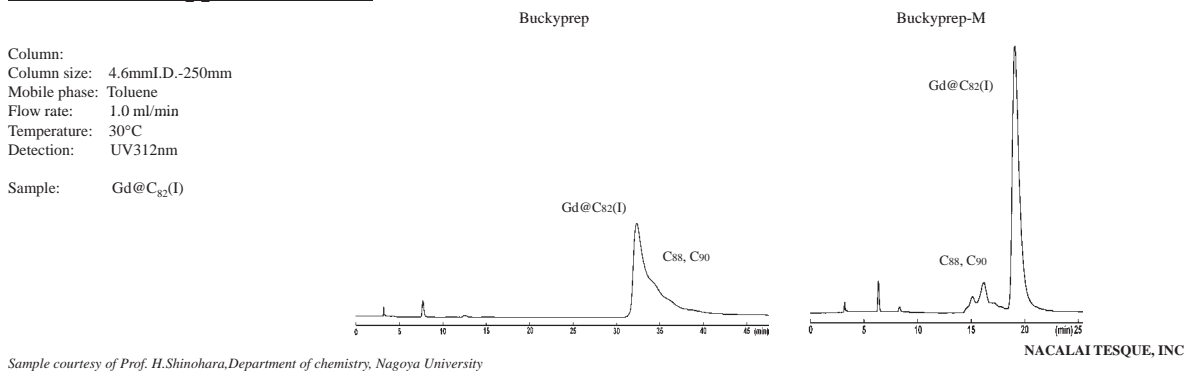 Buckyprep
Buckyprep-M
Column:
Column size: 4.6mmI.D.-250mm
Mobile phase: Toluene
Flow rate: 1.0 ml/min
Temperature: 30°C
Detection: UV312nm
Sample: Gd@C82(I)
Gd@C82(I)
C88, C90
0 5 10 15 20 25 30 35 40 45 (min)
Gd@C82(I)
C88, C90
0 5 10 15 20 (min) 25
NACALAI TESQUE, INC
Sample courtesy of Prof. H.Shinohara,Department of chemistry, Nagoya University